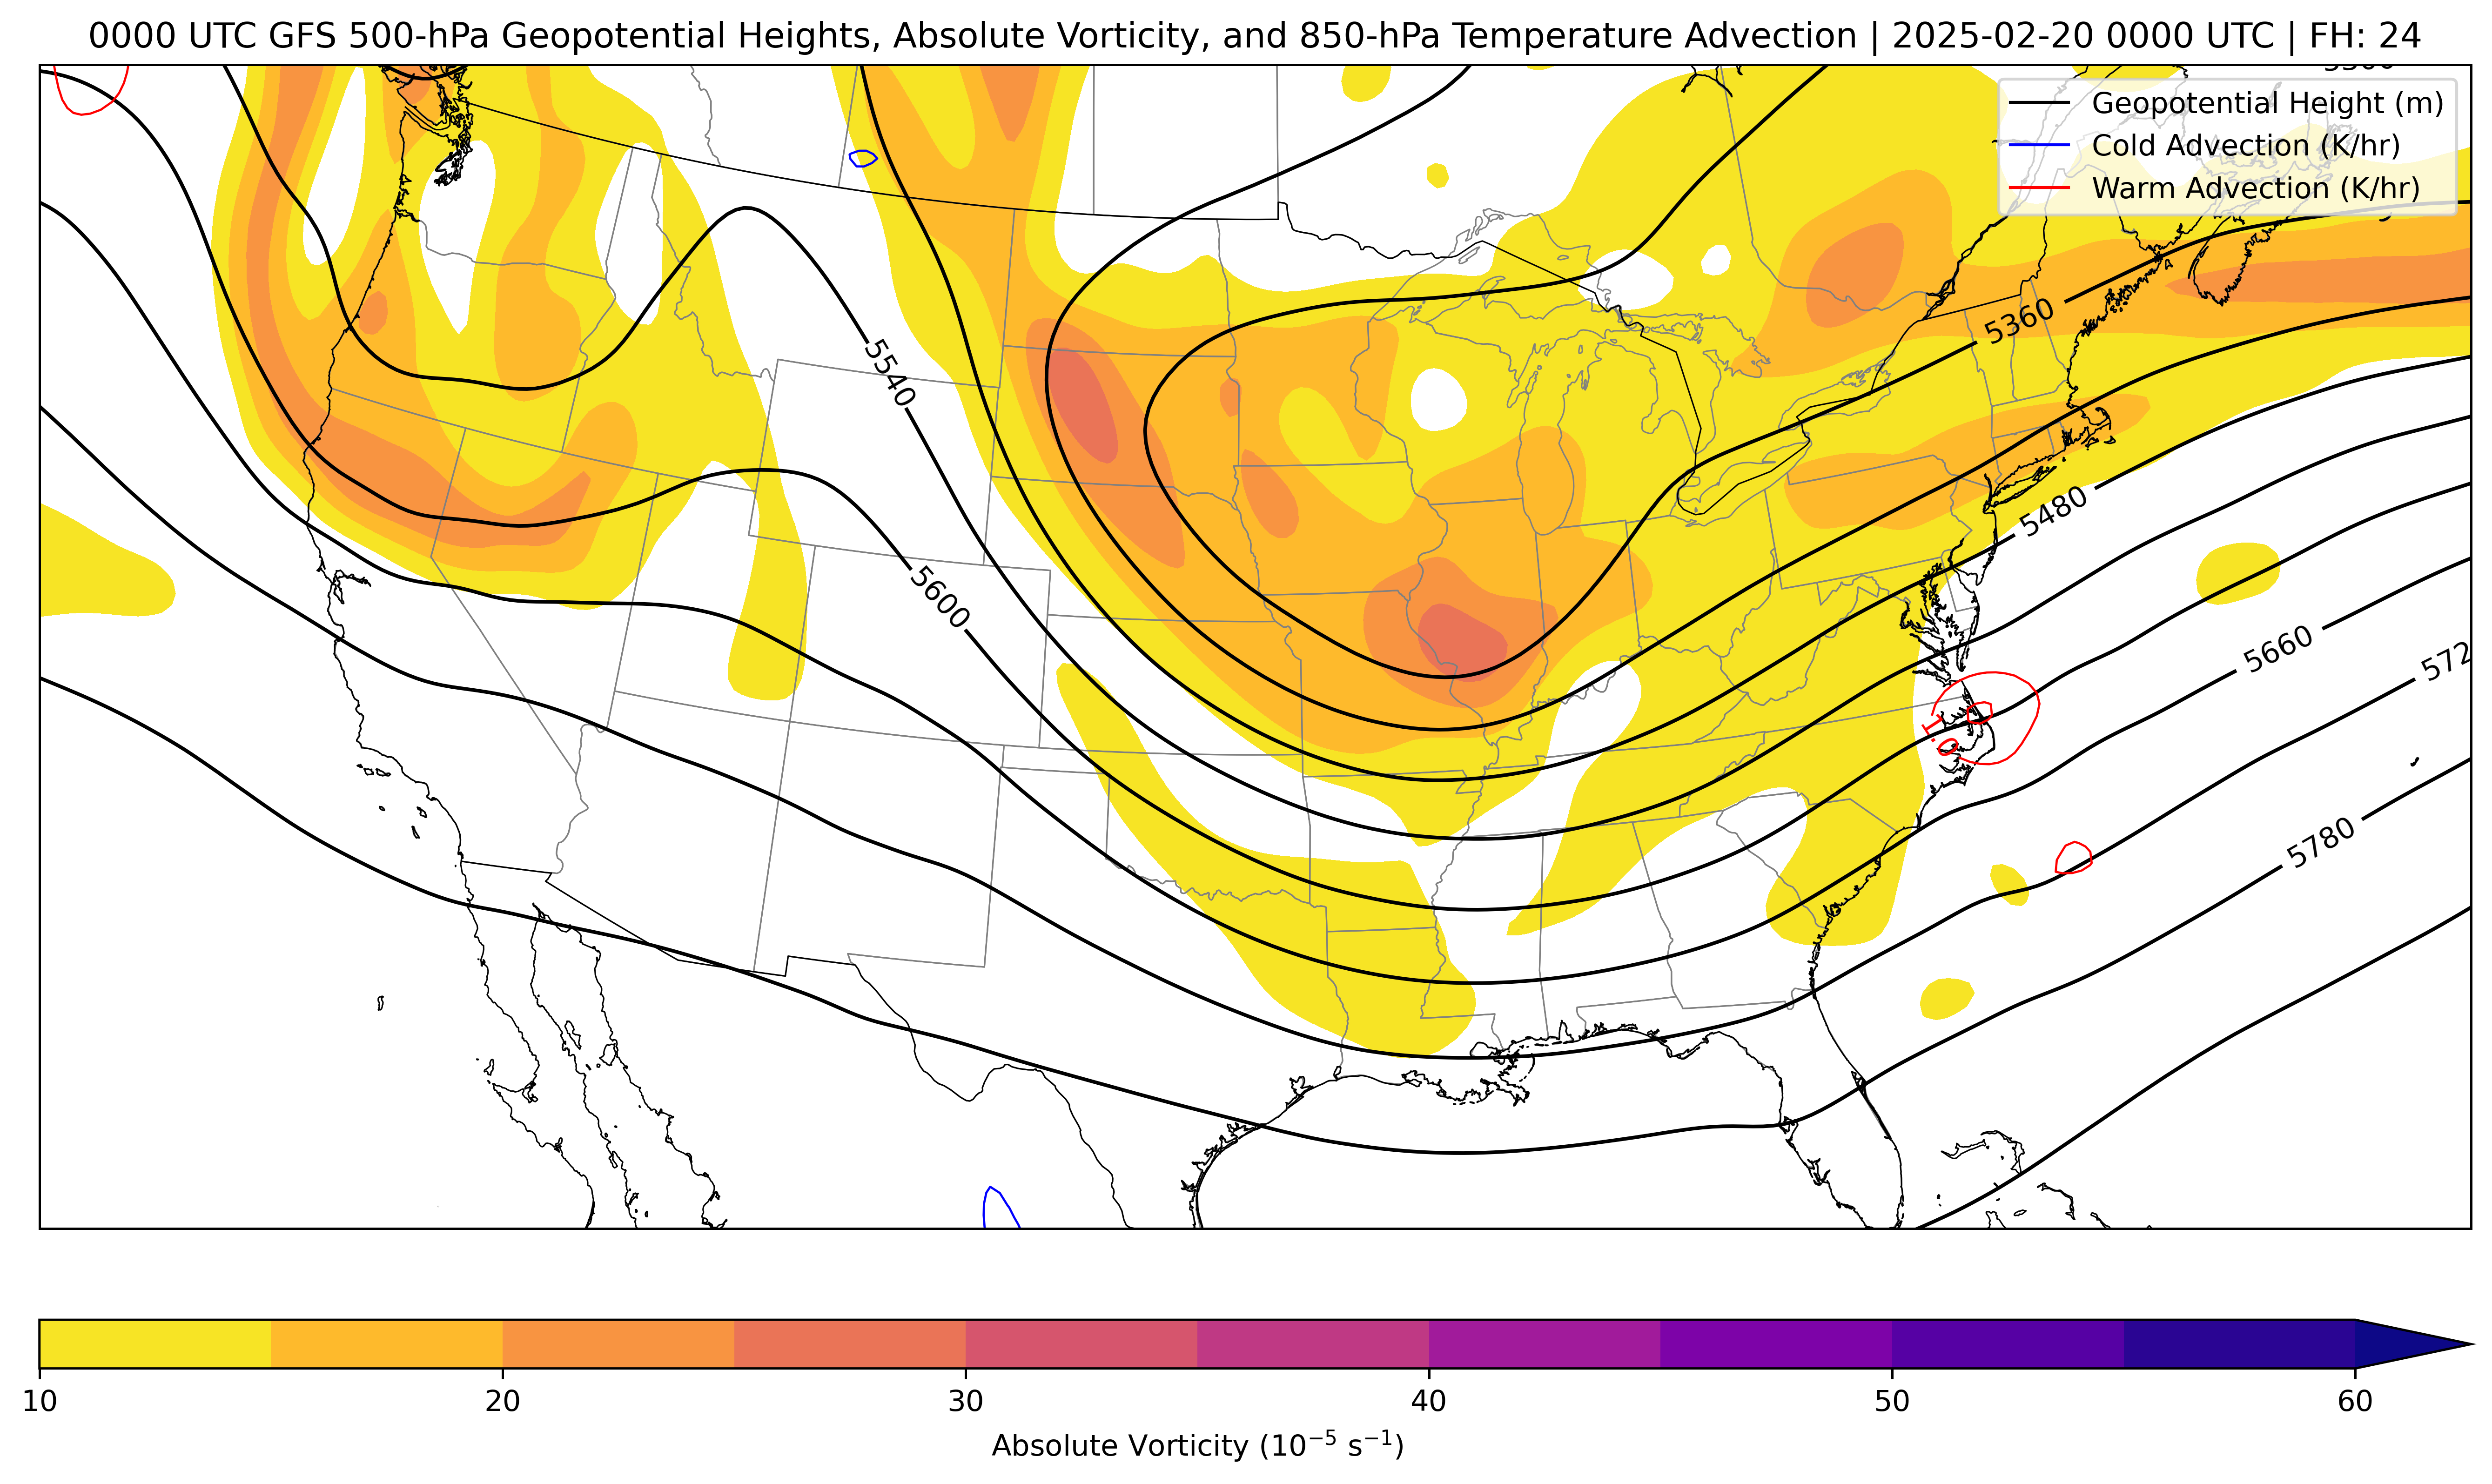 0000 UTC GFS 500-hPa Geopotential Heights, Absolute Vorticity, and 850-hPa Temperature Advection | 2025-02-20 0000 UTC | FH: 24
Geopotential Height (m)
Cold Advection (K/hr)
Warm Advection (K/hr)
5360
5540
5480
5600
5660
572
1.0
5780
10
20
30
40
50
60
Absolute Vorticity (10⁻⁵ s⁻¹)